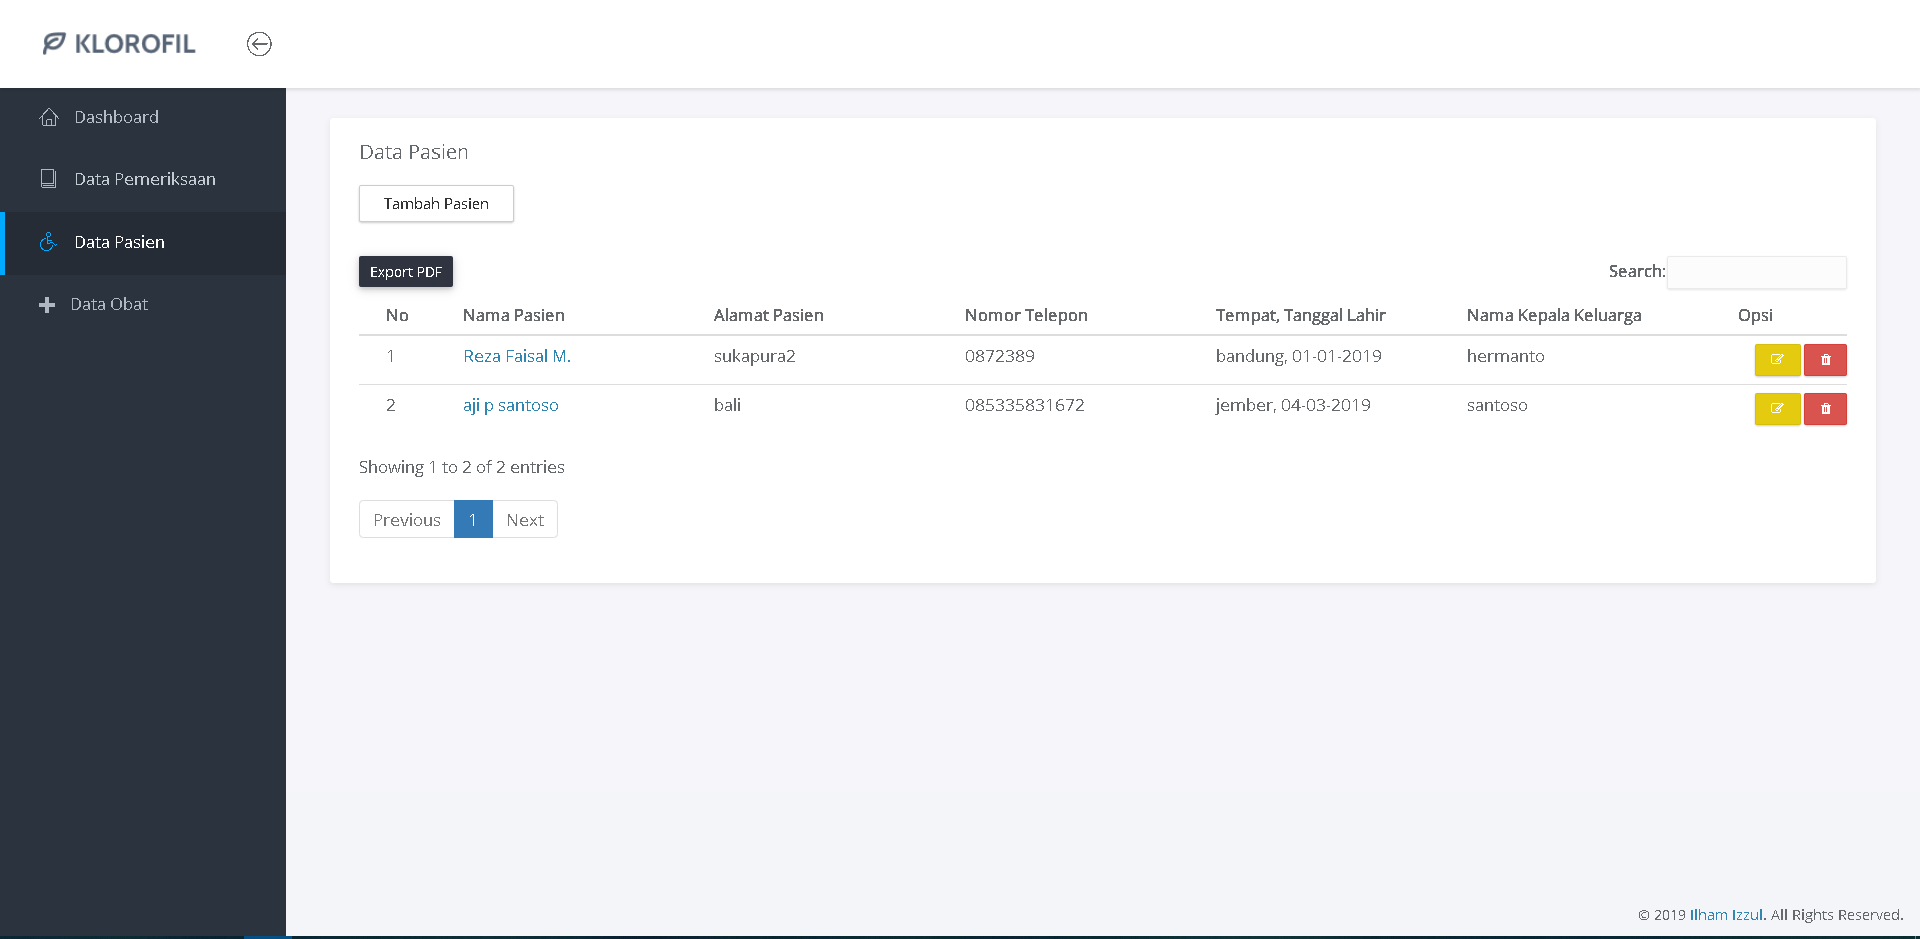 KLOROFIL
Dashboard
Data Pemeriksaan
Data Pasien
Data Obat
Data Pasien
Tambah Pasien
Export PDF
Search:
No Nama Pasien Alamat Pasien Nomor Telepon Tempat, Tanggal Lahir Nama Kepala Keluarga Opsi
1 Reza Faisal M. sukapura2 0872389 bandung, 01-01-2019 hermanto
2 aji p santoso bali 085335831672 jember, 04-03-2019 santoso
Showing 1 to 2 of 2 entries
Previous 1 Next
© 2019 Ilham Izzul. All Rights Reserved.